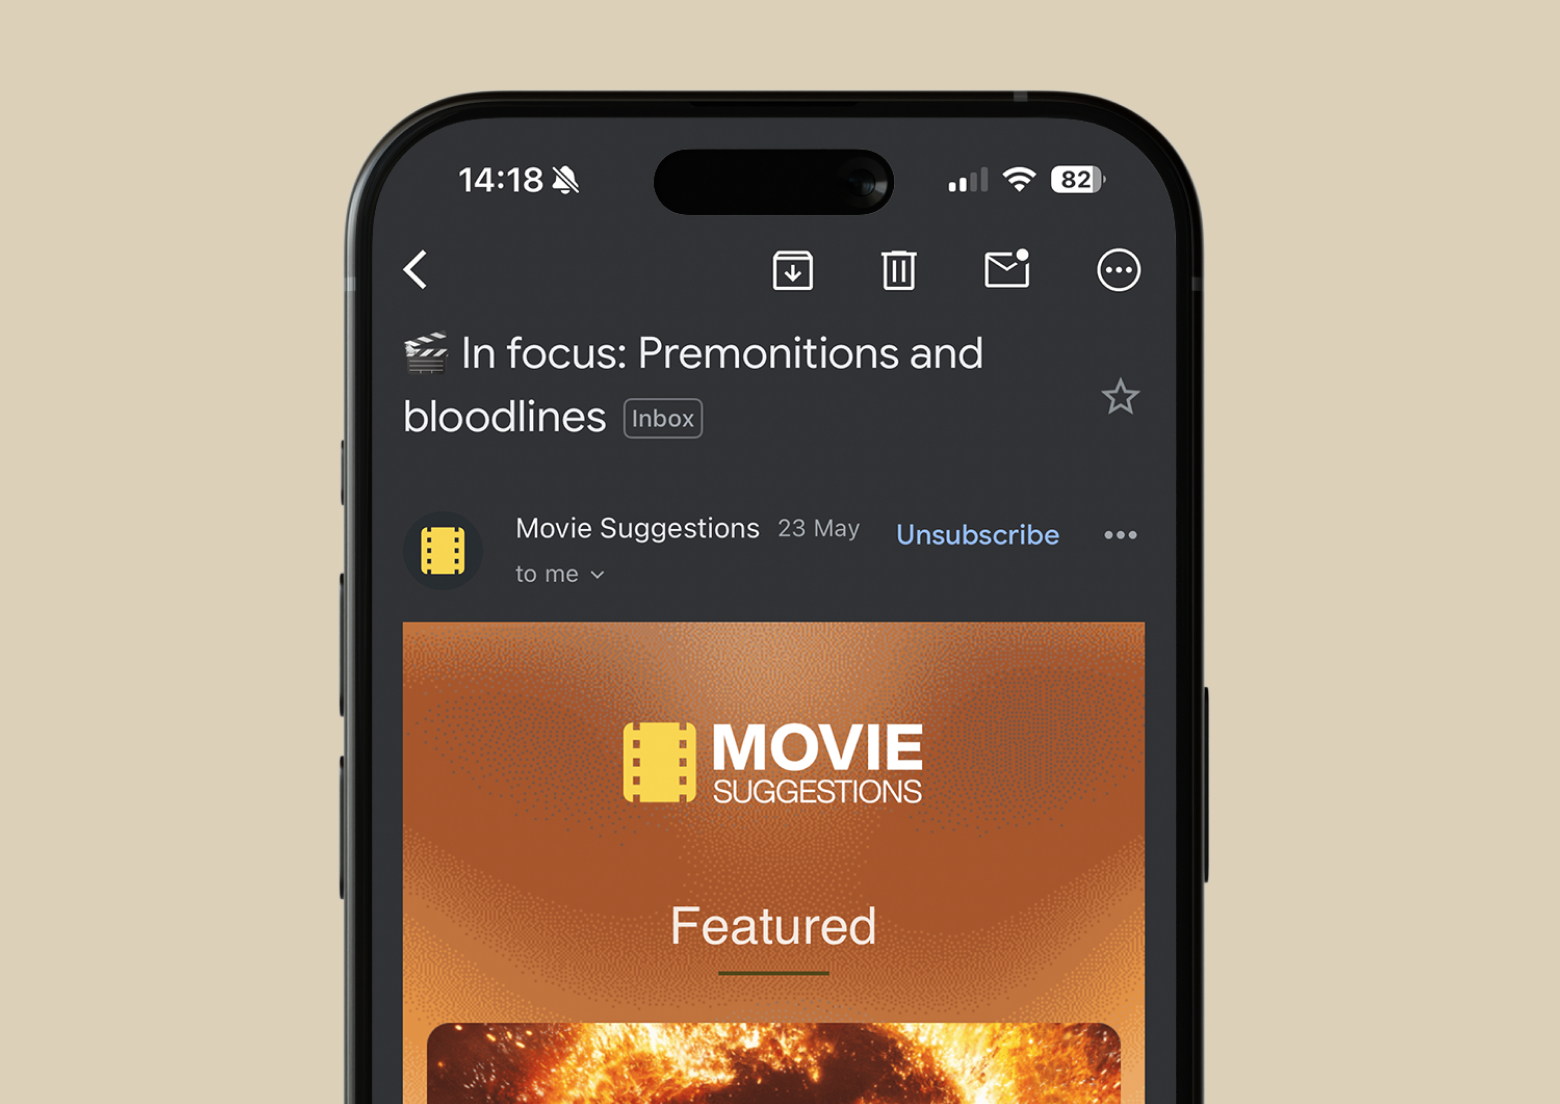 14:18
82
🎬 In focus: Premonitions and
bloodlines Inbox
Movie Suggestions 23 May Unsubscribe
to me
MOVIE
SUGGESTIONS
Featured